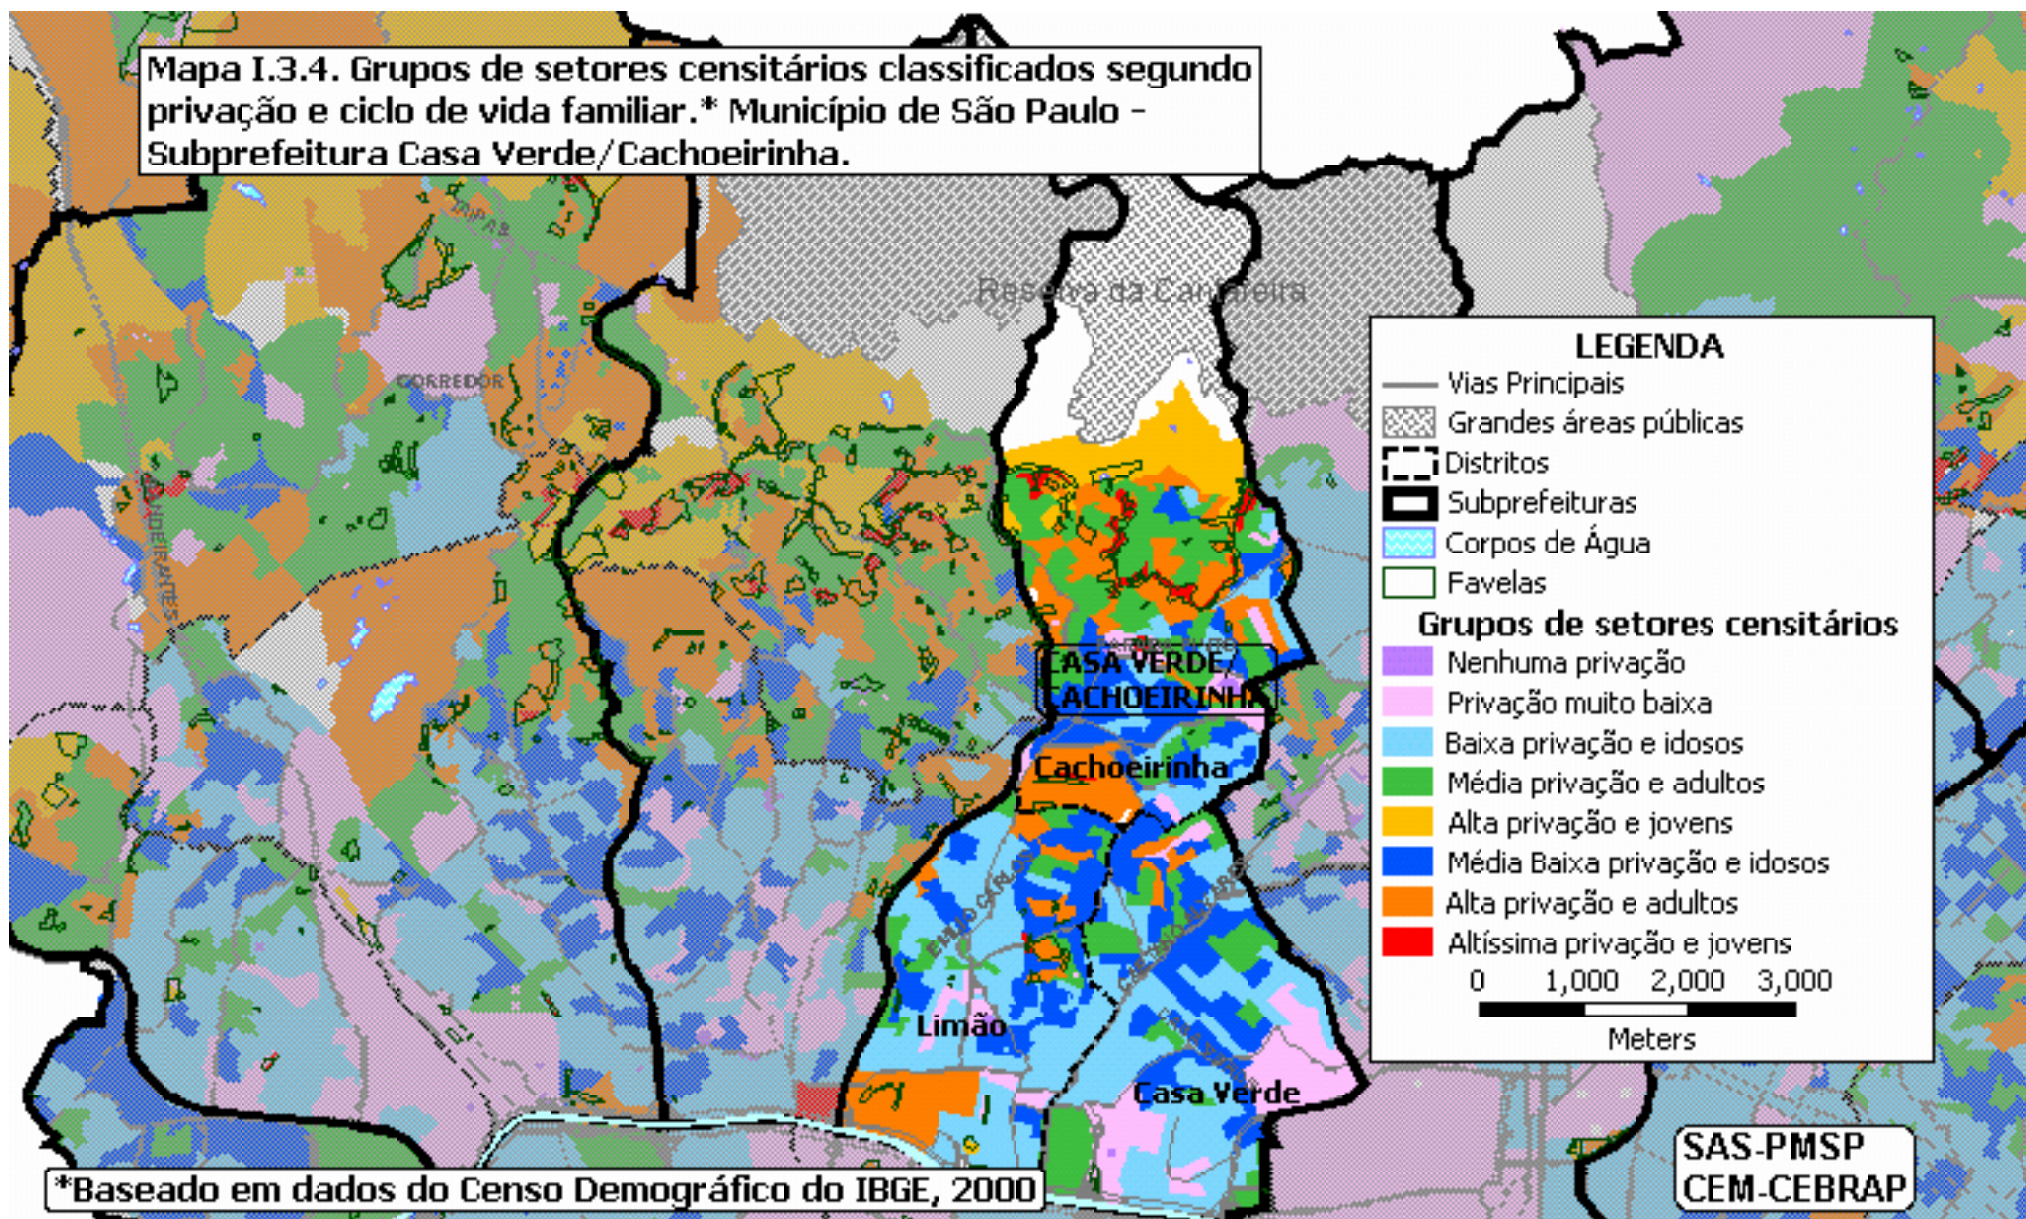 Mapa I.3.4. Grupos de setores censitários classificados segundo
privação e ciclo de vida familiar.* Município de São Paulo -
Subprefeitura Casa Verde/Cachoeirinha.
Reserva da Cantareira
CORREDOR
BANDEIRANTES
LEGENDA
Vias Principais
Grandes áreas públicas
Distritos
Subprefeituras
Corpos de Água
Favelas
Grupos de setores censitários
Nenhuma privação
Privação muito baixa
Baixa privação e idosos
Média privação e adultos
Alta privação e jovens
Média Baixa privação e idosos
Alta privação e adultos
Altíssima privação e jovens
0 1,000 2,000 3,000
Meters
CASA VERDE/
CACHOEIRINHA
Cachoeirinha
Limão
Casa Verde
*Baseado em dados do Censo Demográfico do IBGE, 2000
SAS-PMSP
CEM-CEBRAP